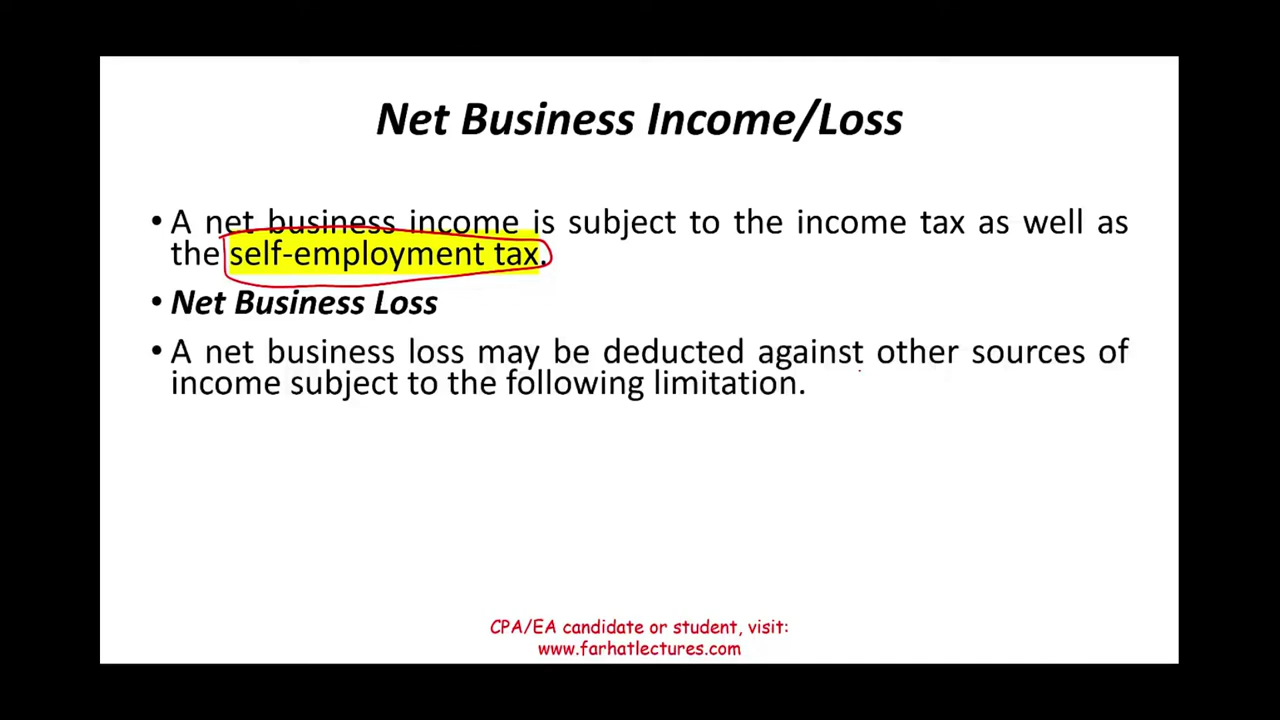 Net Business Income/Loss
• A net business income is subject to the income tax as well as
the self-employment tax.
• Net Business Loss
• A net business loss may be deducted against other sources of
income subject to the following limitation.
CPA/EA candidate or student, visit:
www.farhatlectures.com